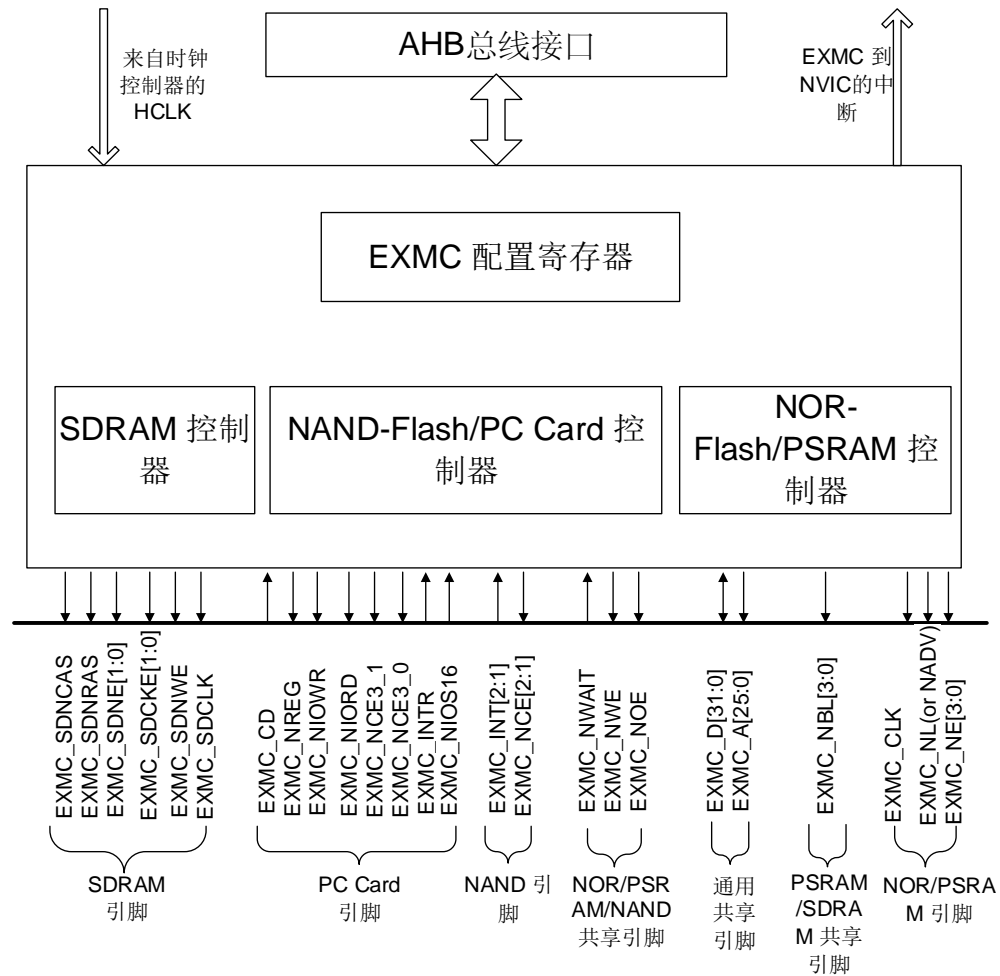 AHB总线接口
来自时钟
控制器的
HCLK
EXMC 到
NVIC的中
断
EXMC 配置寄存器
SDRAM 控制
器
NAND-Flash/PC Card 控
制器
NOR-
Flash/PSRAM 控
制器
EXMC_SDNCAS
EXMC_SDNRAS
EXMC_SDNE[1:0]
EXMC_SDCKE[1:0]
EXMC_SDNWE
EXMC_SDCLK
EXMC_CD
EXMC_NREG
EXMC_NIOWR
EXMC_NIORD
EXMC_NCE3_1
EXMC_NCE3_0
EXMC_INTR
EXMC_NIOS16
EXMC_INT[2:1]
EXMC_NCE[2:1]
EXMC_NWAIT
EXMC_NWE
EXMC_NOE
EXMC_D[31:0]
EXMC_A[25:0]
EXMC_NBL[3:0]
EXMC_CLK
EXMC_NL(or NADV)
EXMC_NE[3:0]
SDRAM
引脚
PC Card
引脚
NAND 引
脚
NOR/PSR
AM/NAND
共享引脚
通用
共享
引脚
PSRAM
/SDRA
M 共享
引脚
NOR/PSRA
M 引脚